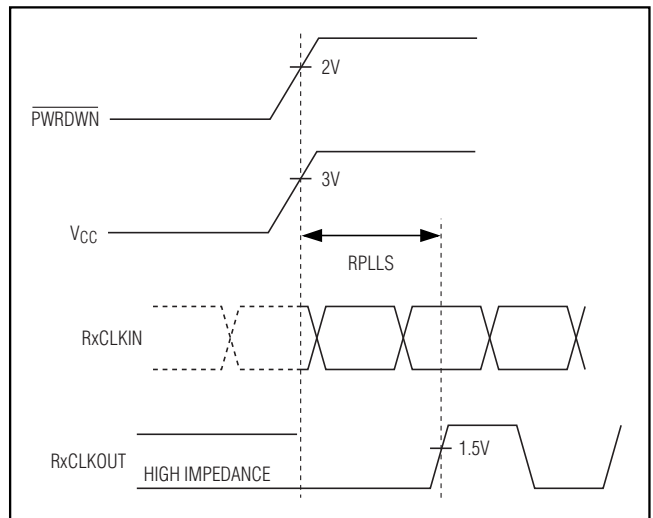 2V
PWRDWN
3V
VCC
RPLLS
RxCLKIN
RxCLKOUT
1.5V
HIGH IMPEDANCE